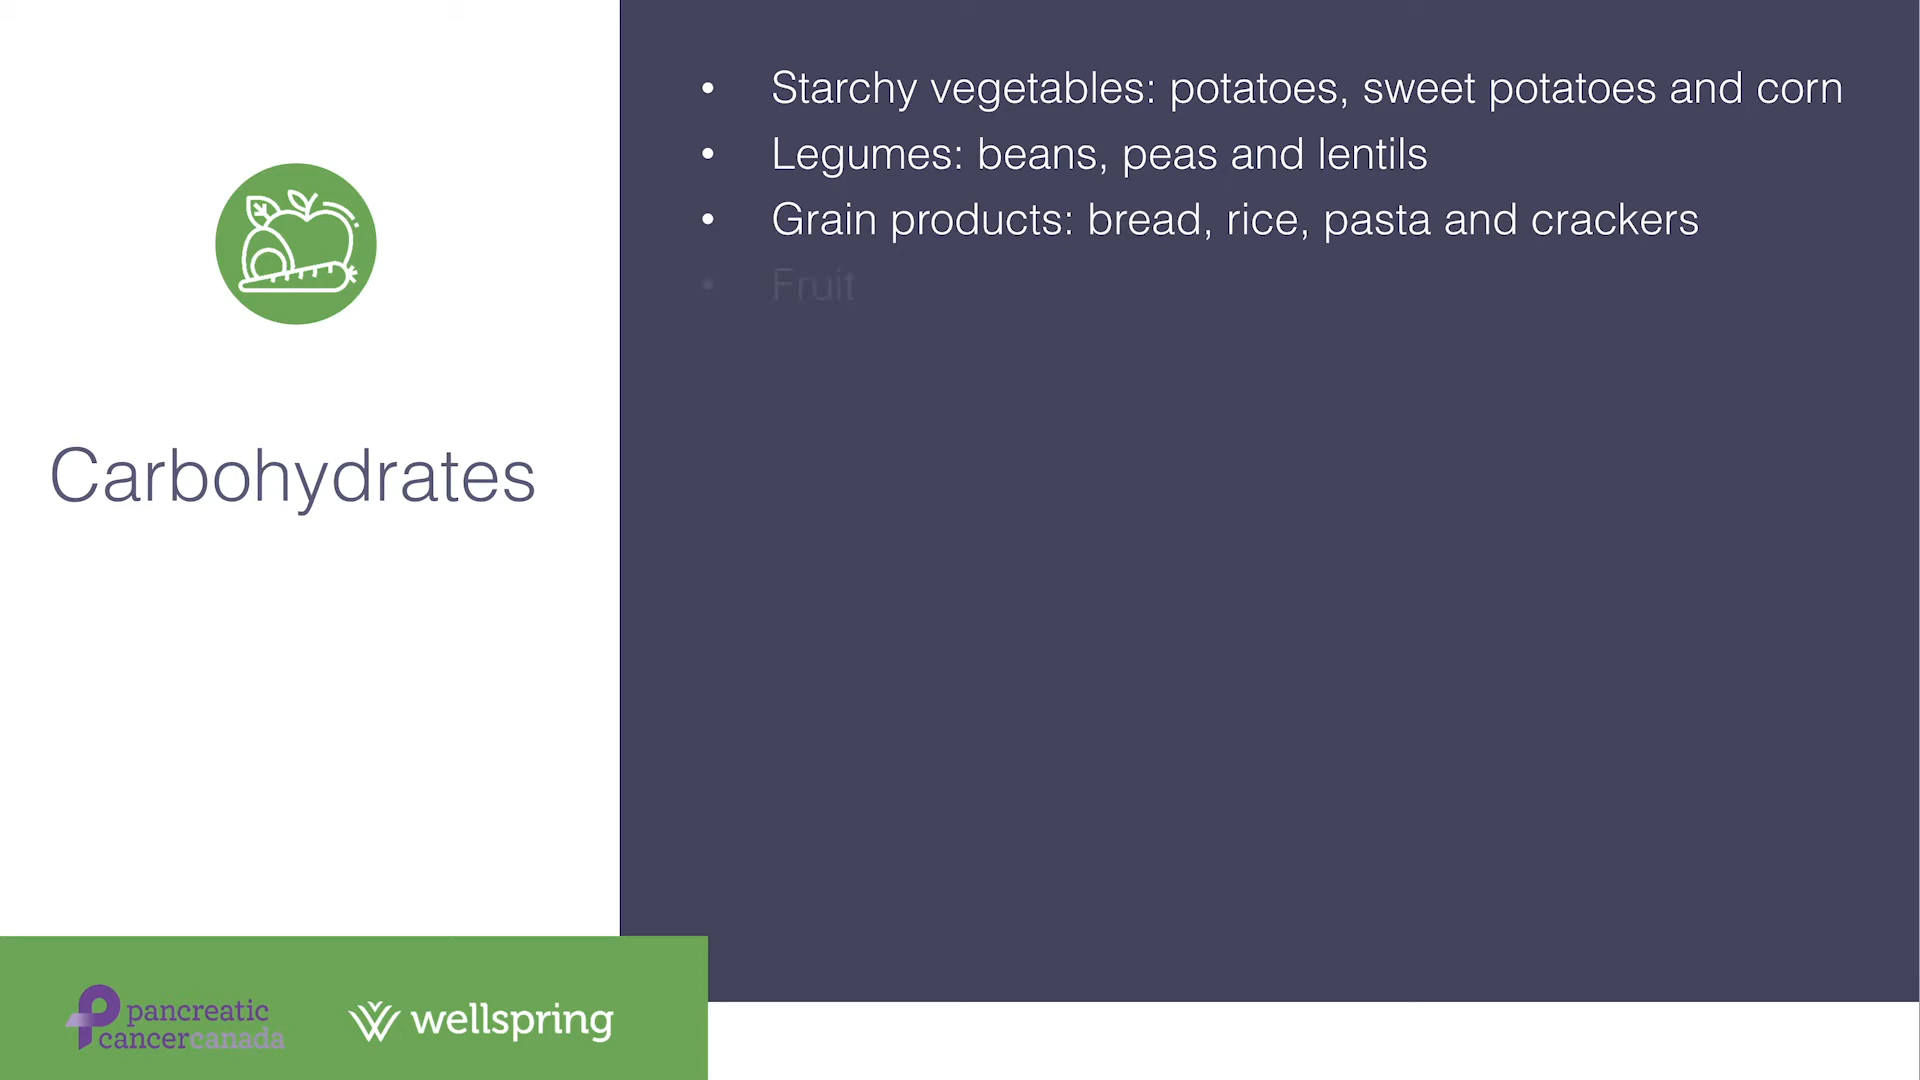 Carbohydrates
• Starchy vegetables: potatoes, sweet potatoes and corn
• Legumes: beans, peas and lentils
• Grain products: bread, rice, pasta and crackers
• Fruit
pancreatic
cancercanada
wellspring